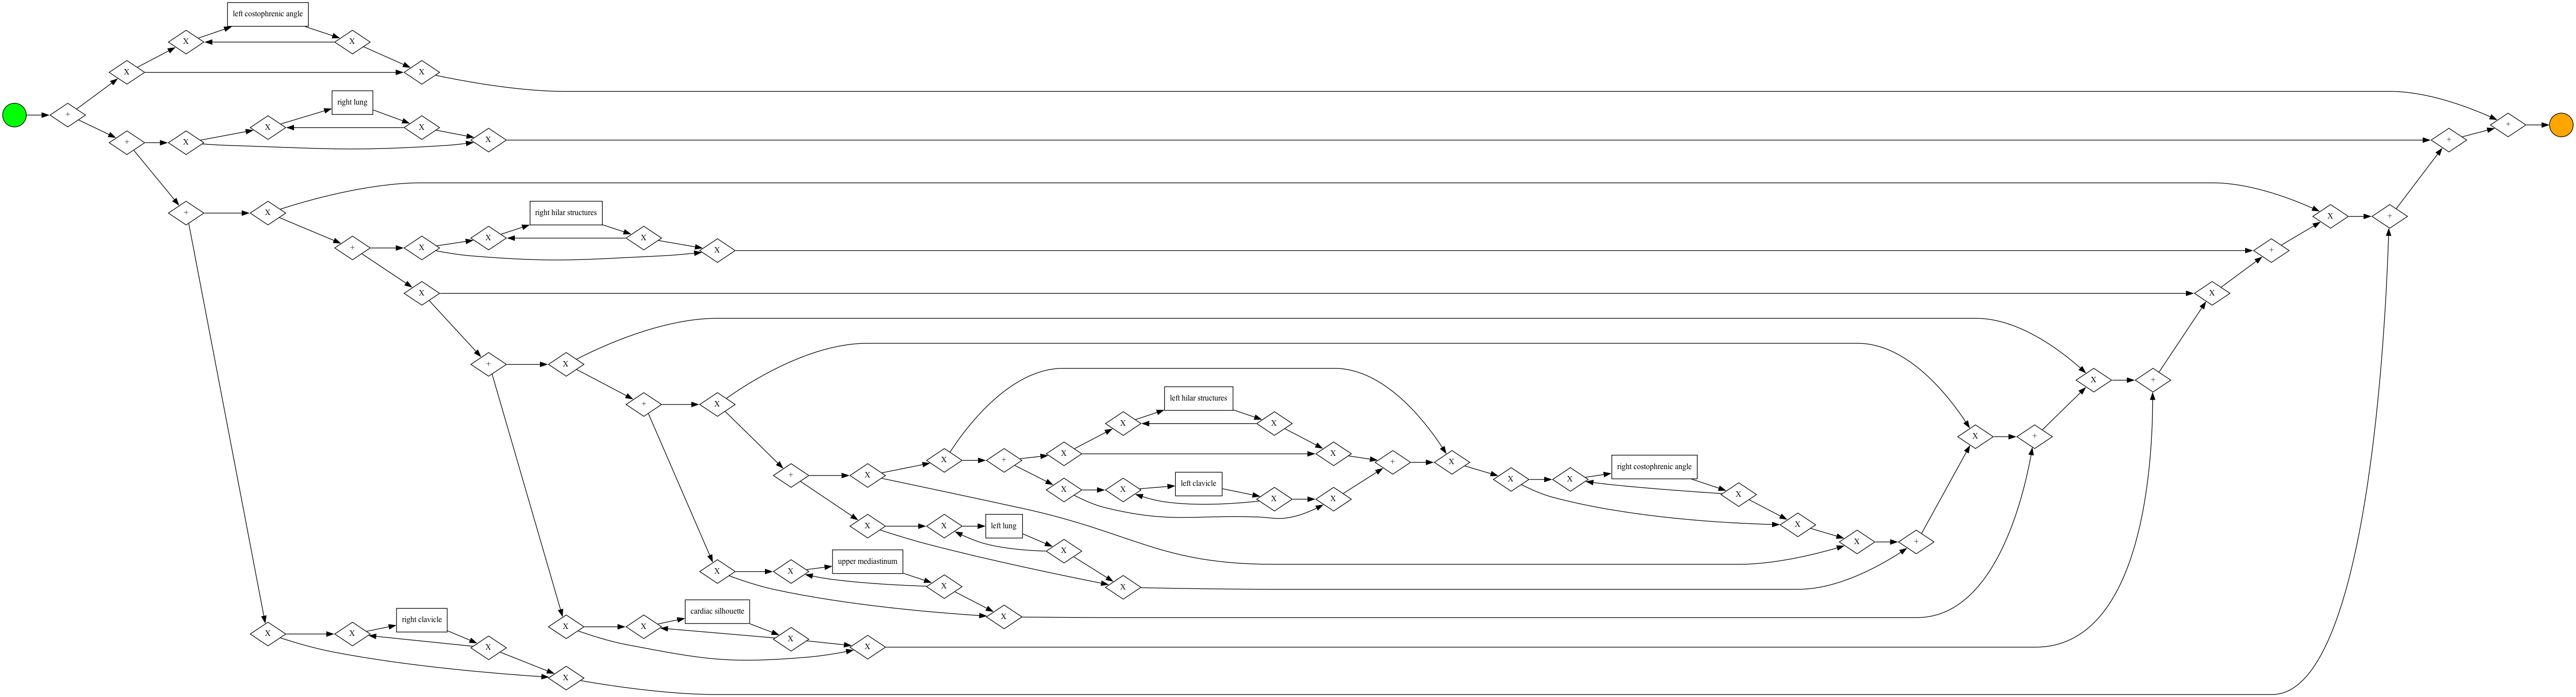 left costophrenic angle
right lung
right hilar structures
left hilar structures
right costophrenic angle
left clavicle
left lung
upper mediastinum
cardiac silhouette
right clavicle